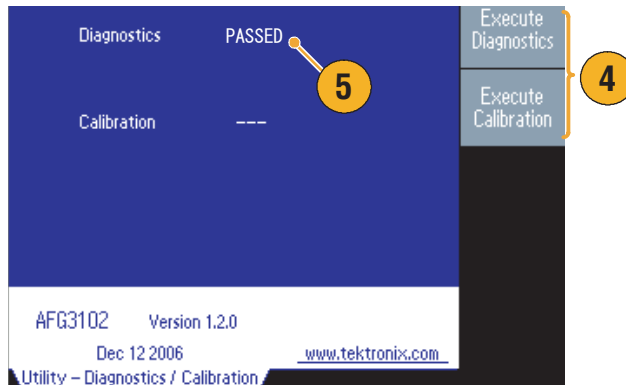 Diagnostics PASSED
Execute
Diagnostics
5
4
Execute
Calibration
Calibration ---
AFG3102 Version 1.2.0
Dec 12 2006 www.tektronix.com
Utility – Diagnostics / Calibration